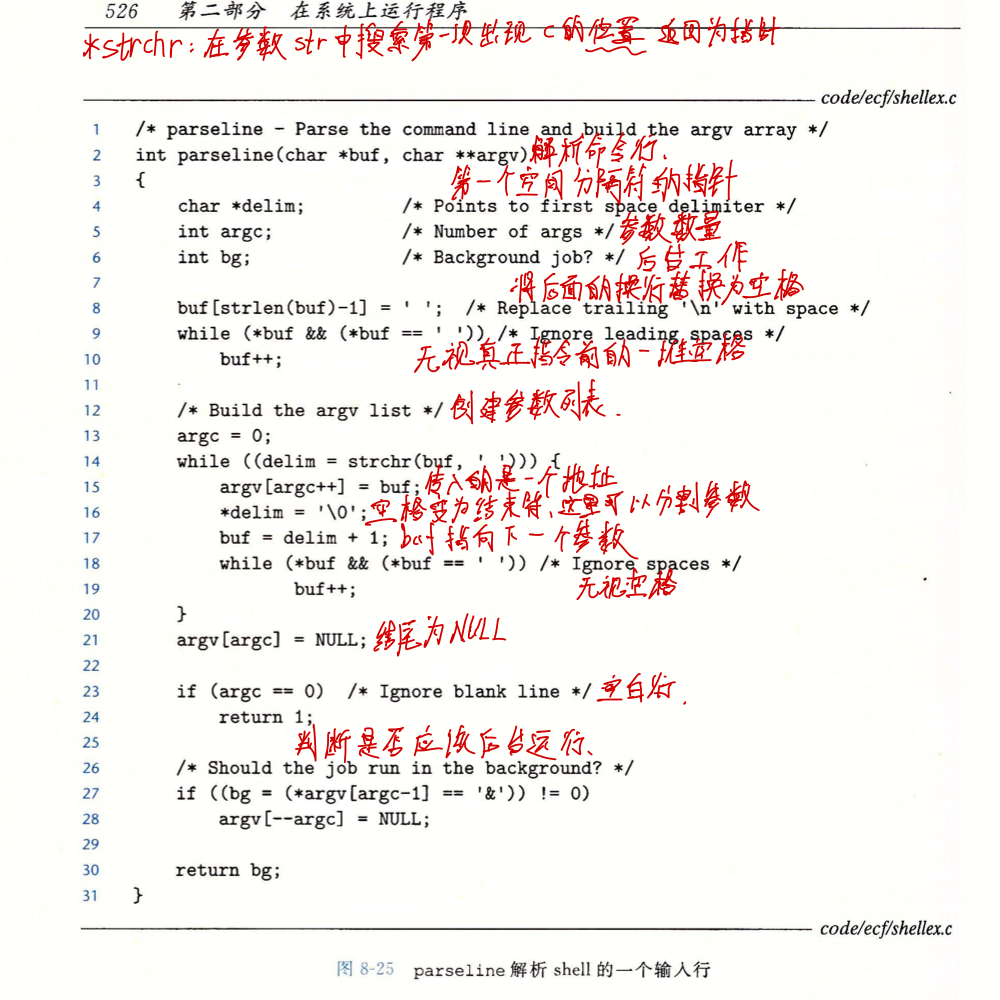 526 第二部分 在系统上运行程序
*strchr：在参数str中搜索第一次出现c的位置 返回为指针
code/ecf/shellex.c
1 /* parseline - Parse the command line and build the argv array */
2 int parseline(char *buf, char **argv) 解析命令行.
3 {
第一个空间分隔符的指针
4 char *delim; /* Points to first space delimiter */
5 int argc; /* Number of args */ 参数数量
6 int bg; /* Background job? */ 后台工作
7
将后面的换行替换为空格
8 buf[strlen(buf)-1] = ' '; /* Replace trailing '\n' with space */
9 while (*buf && (*buf == ' ')) /* Ignore leading spaces */
10 buf++; 无视真正指令前的一堆空格
11
12 /* Build the argv list */ 创建参数列表.
13 argc = 0;
14 while ((delim = strchr(buf, ' '))) {
15 argv[argc++] = buf; 传入的是一个地址
16 *delim = '\0'; 空格变为结束符、这里可以分割参数
17 buf = delim + 1; buf指向下一个参数
18 while (*buf && (*buf == ' ')) /* Ignore spaces */
19 buf++; 无视空格
20 }
21 argv[argc] = NULL; 结尾为NULL
22
23 if (argc == 0) /* Ignore blank line */ 空白行.
24 return 1;
25 判断是否应该后台运行、
26 /* Should the job run in the background? */
27 if ((bg = (*argv[argc-1] == '&')) != 0)
28 argv[--argc] = NULL;
29
30 return bg;
31 }
code/ecf/shellex.c
图 8-25 parseline 解析 shell 的一个输入行